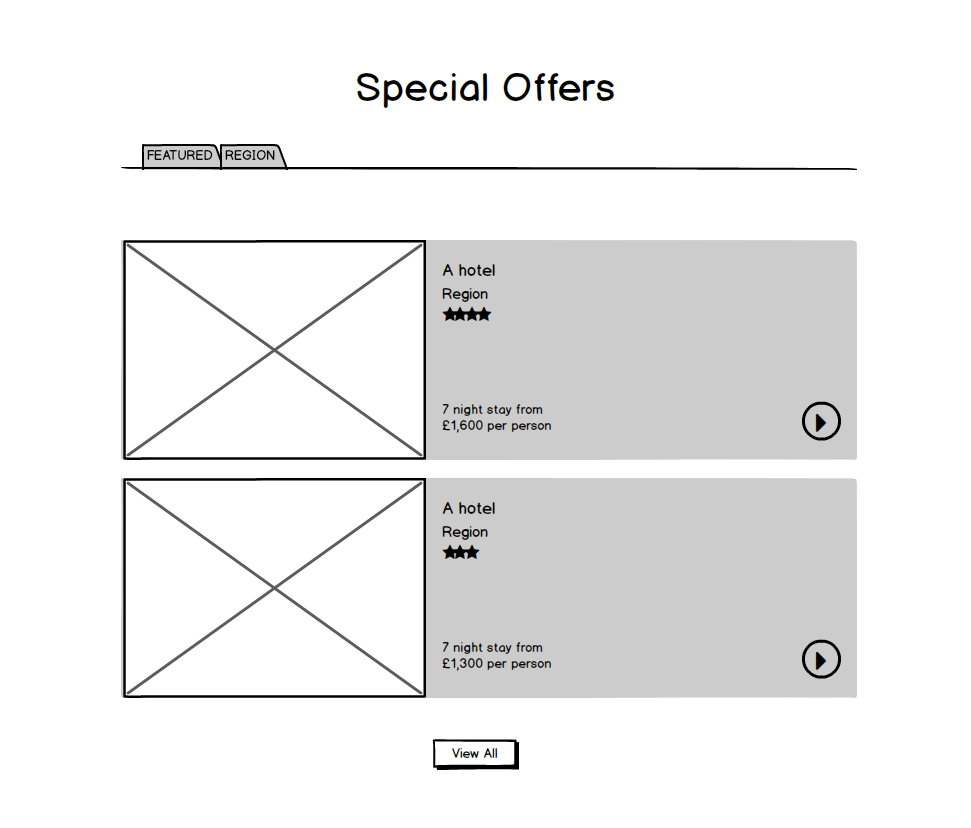 Special Offers
FEATURED REGION
A hotel
Region
7 night stay from
£1,600 per person
A hotel
Region
7 night stay from
£1,300 per person
View All